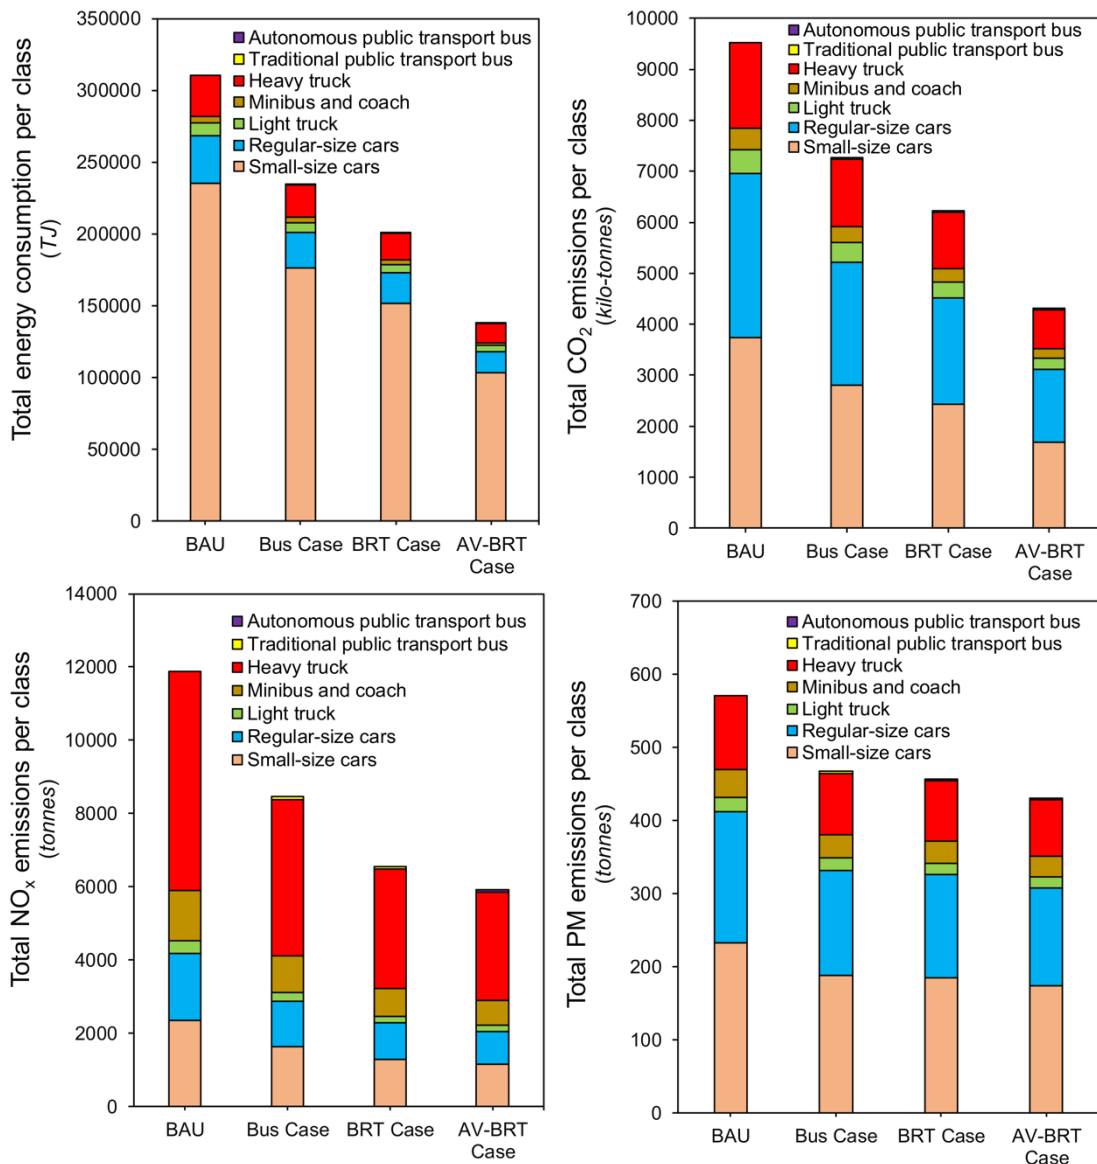 Total energy consumption per class
(TJ)
350000
300000
250000
200000
150000
100000
50000
0
Autonomous public transport bus
Traditional public transport bus
Heavy truck
Minibus and coach
Light truck
Regular-size cars
Small-size cars
BAU
Bus Case
BRT Case
AV-BRT
Case
Total CO₂ emissions per class
(kilo-tonnes)
10000
9000
8000
7000
6000
5000
4000
3000
2000
1000
0
Autonomous public transport bus
Traditional public transport bus
Heavy truck
Minibus and coach
Light truck
Regular-size cars
Small-size cars
BAU
Bus Case
BRT Case
AV-BRT
Case
Total NOₓ emissions per class
(tonnes)
14000
12000
10000
8000
6000
4000
2000
0
Autonomous public transport bus
Traditional public transport bus
Heavy truck
Minibus and coach
Light truck
Regular-size cars
Small-size cars
BAU
Bus Case
BRT Case
AV-BRT
Case
Total PM emissions per class
(tonnes)
700
600
500
400
300
200
100
0
Autonomous public transport bus
Traditional public transport bus
Heavy truck
Minibus and coach
Light truck
Regular-size cars
Small-size cars
BAU
Bus Case
BRT Case
AV-BRT
Case